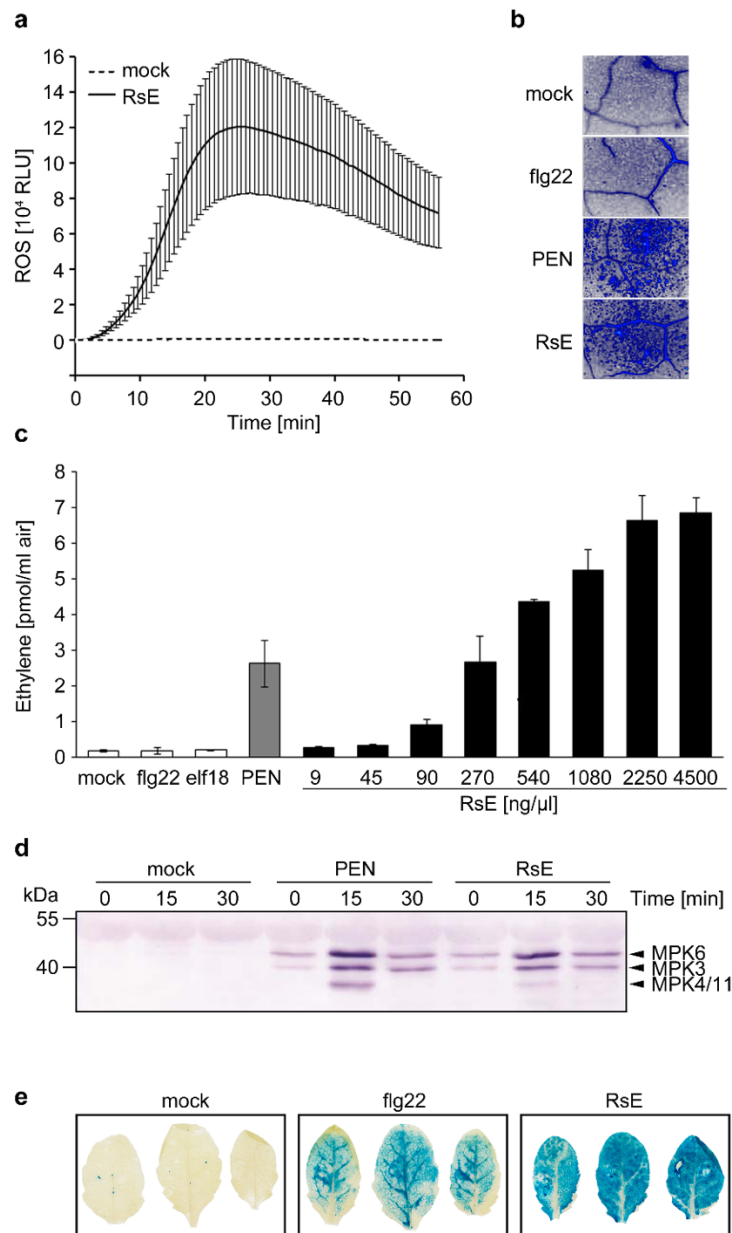 a
16
14
12
10
8
6
4
2
0
ROS [10⁴ RLU]
mock
RsE
0 10 20 30 40 50 60
Time [min]
b
mock
flg22
PEN
RsE
c
8
7
6
5
4
3
2
1
0
Ethylene [pmol/ml air]
mock flg22 elf18 PEN 9 45 90 270 540 1080 2250 4500
RsE [ng/µl]
d
mock PEN RsE
kDa 0 15 30 0 15 30 0 15 30 Time [min]
55
40
MPK6
MPK3
MPK4/11
e
mock flg22 RsE